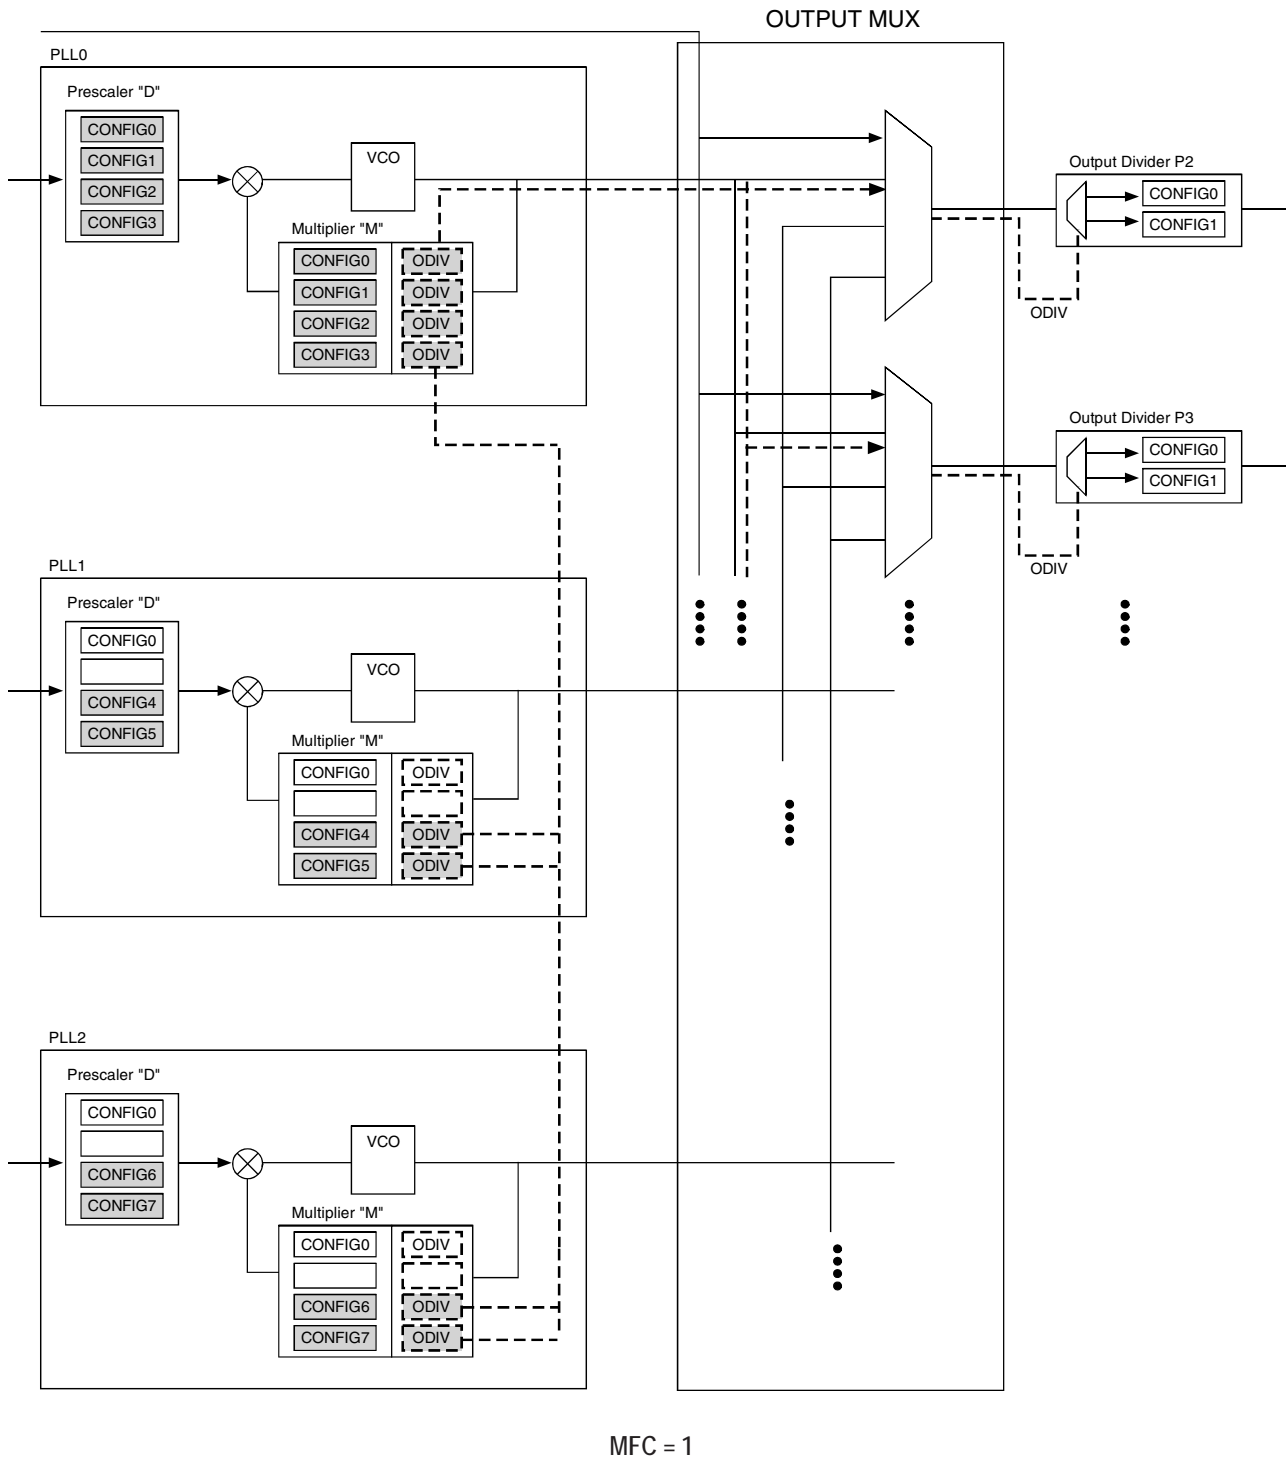 OUTPUT MUX
PLL0
Prescaler "D"
CONFIG0
CONFIG1
CONFIG2
CONFIG3
VCO
Multiplier "M"
CONFIG0 ODIV
CONFIG1 ODIV
CONFIG2 ODIV
CONFIG3 ODIV
Output Divider P2
CONFIG0
CONFIG1
ODIV
Output Divider P3
CONFIG0
CONFIG1
ODIV
PLL1
Prescaler "D"
CONFIG0
CONFIG4
CONFIG5
VCO
Multiplier "M"
CONFIG0 ODIV
CONFIG4 ODIV
CONFIG5 ODIV
PLL2
Prescaler "D"
CONFIG0
CONFIG6
CONFIG7
VCO
Multiplier "M"
CONFIG0 ODIV
CONFIG6 ODIV
CONFIG7 ODIV
MFC = 1